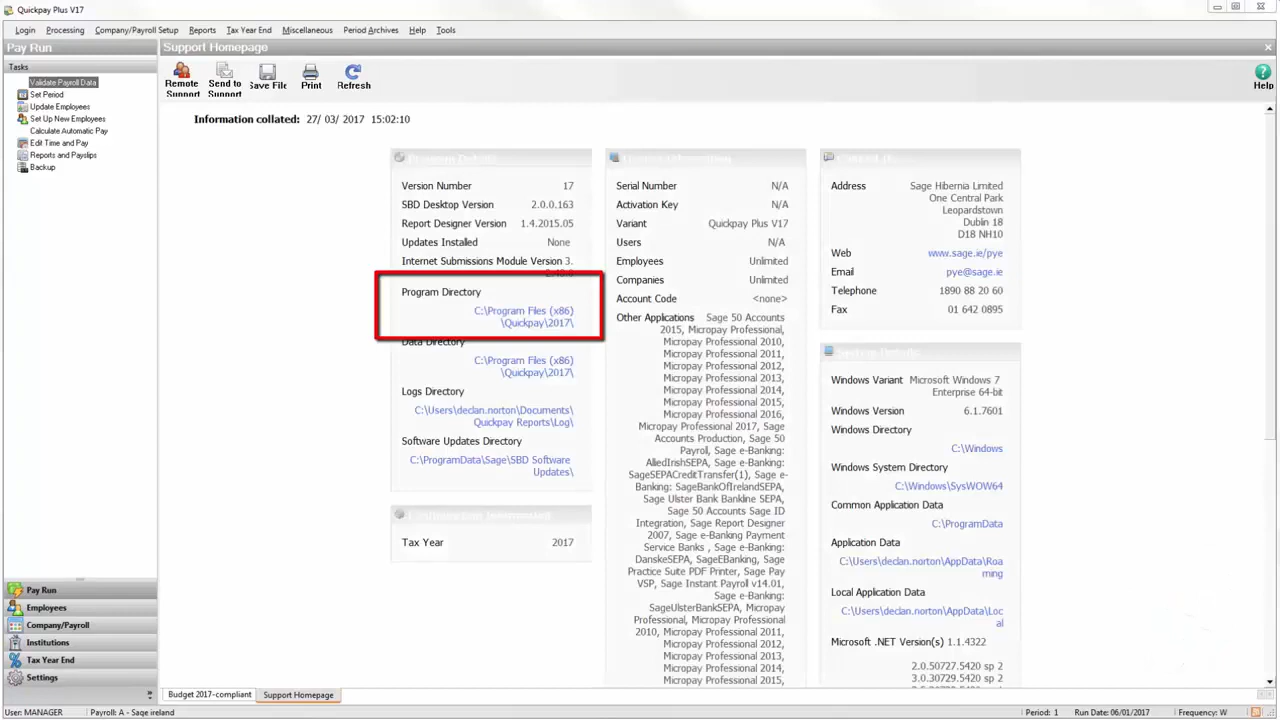 Quickpay Plus V17
Login Processing Company/Payroll Setup Reports Tax Year End Miscellaneous Period Archives Help Tools
Pay Run
Support Homepage
Tasks
Validate Payroll Data
Set Period
Update Employees
Set Up New Employees
Calculate Automatic Pay
Edit Time and Pay
Reports and Payslips
Backup
Remote Support
Send to Support
Save File
Print
Refresh
Help
Information collated: 27/ 03/ 2017 15:02:10
Program Details
Version Number 17
SBD Desktop Version 2.0.0.163
Report Designer Version 1.4.2015.05
Updates Installed None
Internet Submissions Module Version 3.
Program Directory
C:\Program Files (x86)
\Quickpay\2017\
Data Directory
C:\Program Files (x86)
\Quickpay\2017\
Logs Directory
C:\Users\declan.norton\Documents\
Quickpay Reports\Log\
Software Updates Directory
C:\ProgramData\Sage\SBD Software
Updates\
Configuration Information
Tax Year 2017
License Information
Serial Number N/A
Activation Key N/A
Variant Quickpay Plus V17
Users N/A
Employees Unlimited
Companies Unlimited
Account Code <none>
Other Applications Sage 50 Accounts
2015, Micropay Professional,
Micropay Professional 2010,
Micropay Professional 2011,
Micropay Professional 2012,
Micropay Professional 2013,
Micropay Professional 2014,
Micropay Professional 2015,
Micropay Professional 2016,
Micropay Professional 2017, Sage
Accounts Production, Sage 50
Payroll, Sage e-Banking:
AlliedIrishSEPA, Sage e-Banking:
SageSEPACreditTransfer(1), Sage e-
Banking: SageBankOfIrelandSEPA,
Sage Ulster Bank Bankline SEPA,
Sage 50 Accounts Sage ID
Integration, Sage Report Designer
2007, Sage e-Banking Payment
Service Banks , Sage e-Banking:
DanskeSEPA, SageEBanking, Sage
Practice Suite PDF Printer, Sage Pay
VSP, Sage Instant Payroll v14.01,
Sage e-Banking:
SageUlsterBankSEPA, Micropay
Professional, Micropay Professional
2010, Micropay Professional 2011,
Micropay Professional 2012,
Micropay Professional 2013,
Micropay Professional 2014,
Micropay Professional 2015,
Address Sage Hibernia Limited
One Central Park
Leopardstown
Dublin 18
D18 NH10
Web www.sage.ie/pye
Email pye@sage.ie
Telephone 1890 88 20 60
Fax 01 642 0895
System Details
Windows Variant Microsoft Windows 7
Enterprise 64-bit
Windows Version 6.1.7601
Windows Directory
C:\Windows
Windows System Directory
C:\Windows\SysWOW64
Common Application Data
C:\ProgramData
Application Data
C:\Users\declan.norton\AppData\Roa
ming
Local Application Data
C:\Users\declan.norton\AppData\Loc
al
Microsoft .NET Version(s) 1.1.4322
2.0.50727.5420 sp 2
3.0.30729.5420 sp 2
Pay Run
Employees
Company/Payroll
Institutions
Tax Year End
Settings
Budget 2017-compliant Support Homepage
User: MANAGER Payroll: A - Sage ireland Period: 1 Run Date: 06/01/2017 Frequency: W